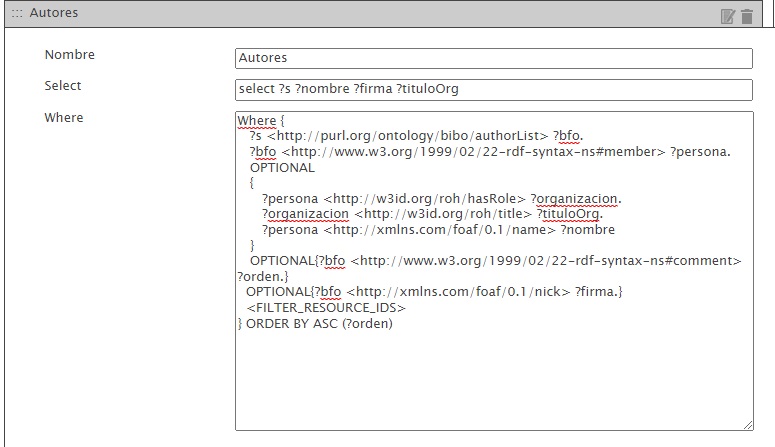 ::: Autores
Nombre
Autores
Select
select ?s ?nombre ?firma ?tituloOrg
Where
Where {
?s <http://purl.org/ontology/bibo/authorList> ?bfo.
?bfo <http://www.w3.org/1999/02/22-rdf-syntax-ns#member> ?persona.
OPTIONAL
{
?persona <http://w3id.org/roh/hasRole> ?organizacion.
?organizacion <http://w3id.org/roh/title> ?tituloOrg.
?persona <http://xmlns.com/foaf/0.1/name> ?nombre
}
OPTIONAL{?bfo <http://www.w3.org/1999/02/22-rdf-syntax-ns#comment>
?orden.}
OPTIONAL{?bfo <http://xmlns.com/foaf/0.1/nick> ?firma.}
<FILTER_RESOURCE_IDS>
} ORDER BY ASC (?orden)